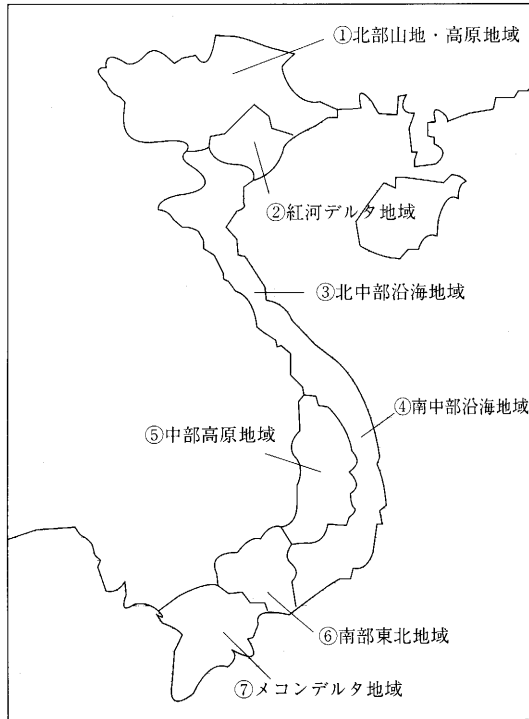 ①北部山地・高原地域
②紅河デルタ地域
③北中部沿海地域
④南中部沿海地域
⑤中部高原地域
⑥南部東北地域
⑦メコンデルタ地域